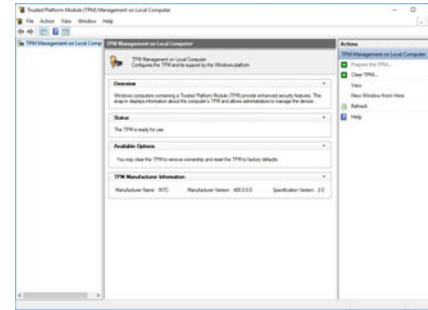 Trusted Platform Module (TPM) Management on Local Computer
File Action View Window Help
TPM Management on Local Comp
TPM Management on Local Computer
TPM Management on Local Computer
Configures the TPM and its support by the Windows platform
Overview
Windows computers containing a Trusted Platform Module (TPM) provide enhanced security features. This
snap-in displays information about the computer's TPM and allows administrators to manage the device.
Status
The TPM is ready for use.
Available Options
You may clear the TPM to remove ownership and reset the TPM to factory defaults.
TPM Manufacturer Information
Manufacturer Name: INTC Manufacturer Version: 403.1.0.0 Specification Version: 2.0
Actions
TPM Management on Local Computer
Prepare the TPM...
Clear TPM...
View
New Window from Here
Refresh
Help